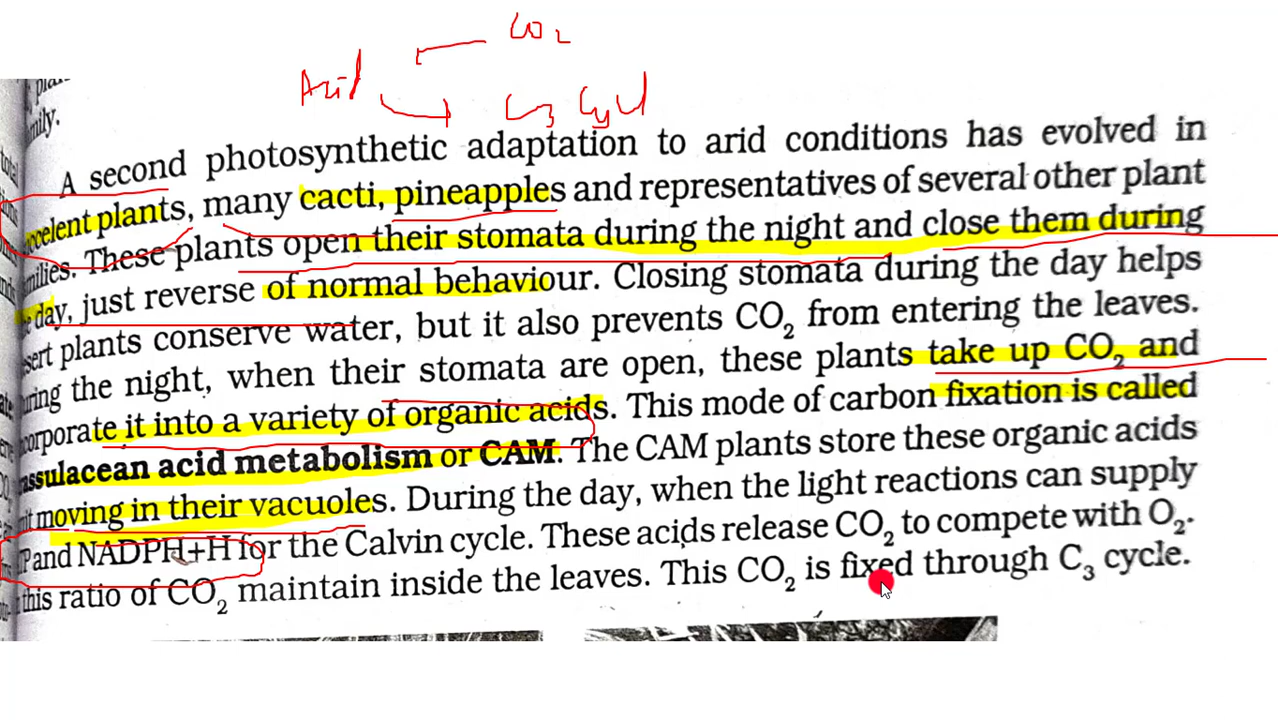 CO2
Acid
C3 Cycl
A second photosynthetic adaptation to arid conditions has evolved in
plants, many cacti, pineapples and representatives of several other plant
These plants open their stomata during the night and close them during
day, just reverse of normal behaviour. Closing stomata during the day helps
plants conserve water, but it also prevents CO2 from entering the leaves.
the night, when their stomata are open, these plants take up CO2 and
it into a variety of organic acids. This mode of carbon fixation is called
acid metabolism or CAM. The CAM plants store these organic acids
moving in their vacuoles. During the day, when the light reactions can supply
and NADPH+H for the Calvin cycle. These acids release CO2 to compete with O2.
this ratio of CO2 maintain inside the leaves. This CO2 is fixed through C3 cycle.